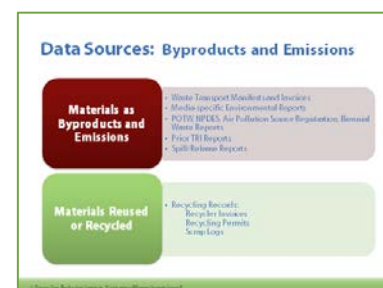 Data Sources: Byproducts and Emissions
Materials as
Byproducts and
Emissions
• Waste Transport Manifests and Invoices
• Media-specific Environmental Reports
• POTW, NPDES, Air Pollution Source Registration, Biennial
Waste Reports
• Prior TRI Reports
• Spill/Release Reports
Materials Reused
or Recycled
• Recycling Records:
Recycler Invoices
Recycling Permits
Scrap Logs